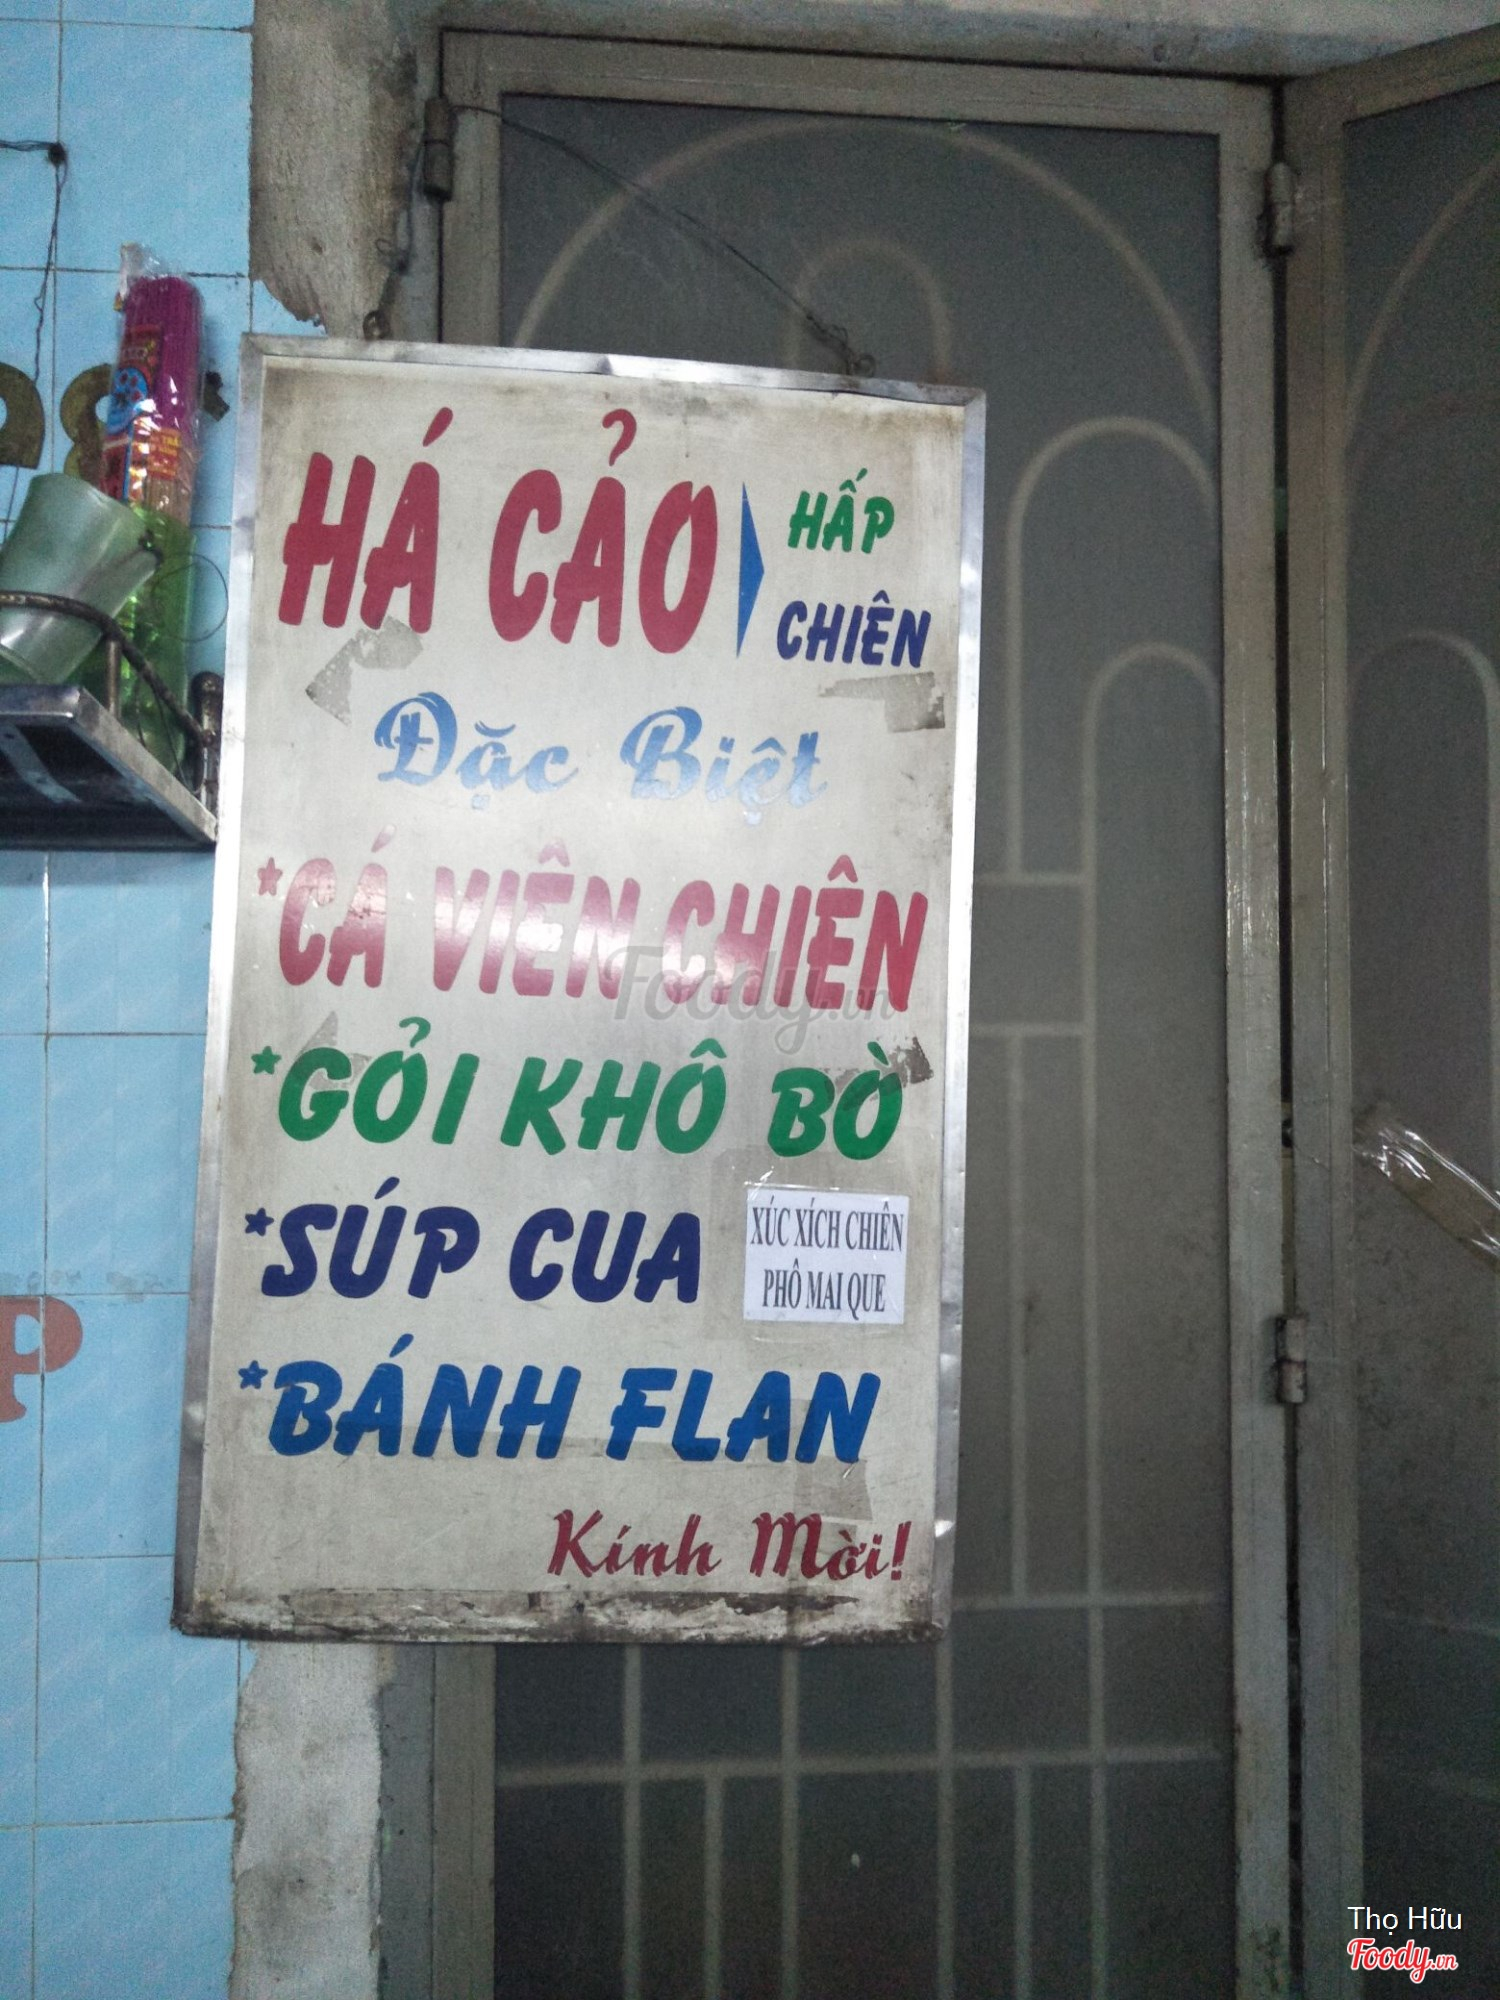 HÁ CẢO
HẤP
CHIÊN
Đặc Biệt
*CÁ VIÊN CHIÊN
*GỎI KHÔ BÒ
*SÚP CUA
XÚC XÍCH CHIÊN
PHÔ MAI QUE
*BÁNH FLAN
Kính Mời!
Foody.vn
P
Thọ Hữu
Foody.vn